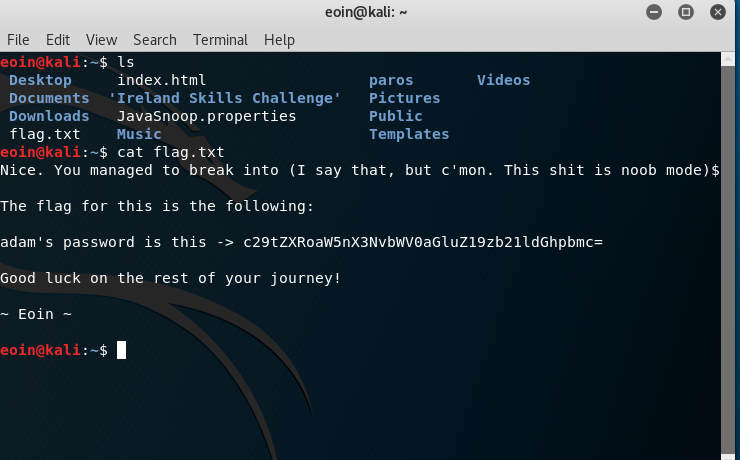 eoin@kali: ~
File Edit View Search Terminal Help
eoin@kali:~$ ls
Desktop index.html paros Videos
Documents 'Ireland Skills Challenge' Pictures
Downloads JavaSnoop.properties Public
flag.txt Music Templates
eoin@kali:~$ cat flag.txt
Nice. You managed to break into (I say that, but c'mon. This shit is noob mode)$
The flag for this is the following:
adam's password is this -> c29tZXRoaW5nX3NvbWV0aGluZ19zb21ldGhpbmc=
Good luck on the rest of your journey!
~ Eoin ~
eoin@kali:~$